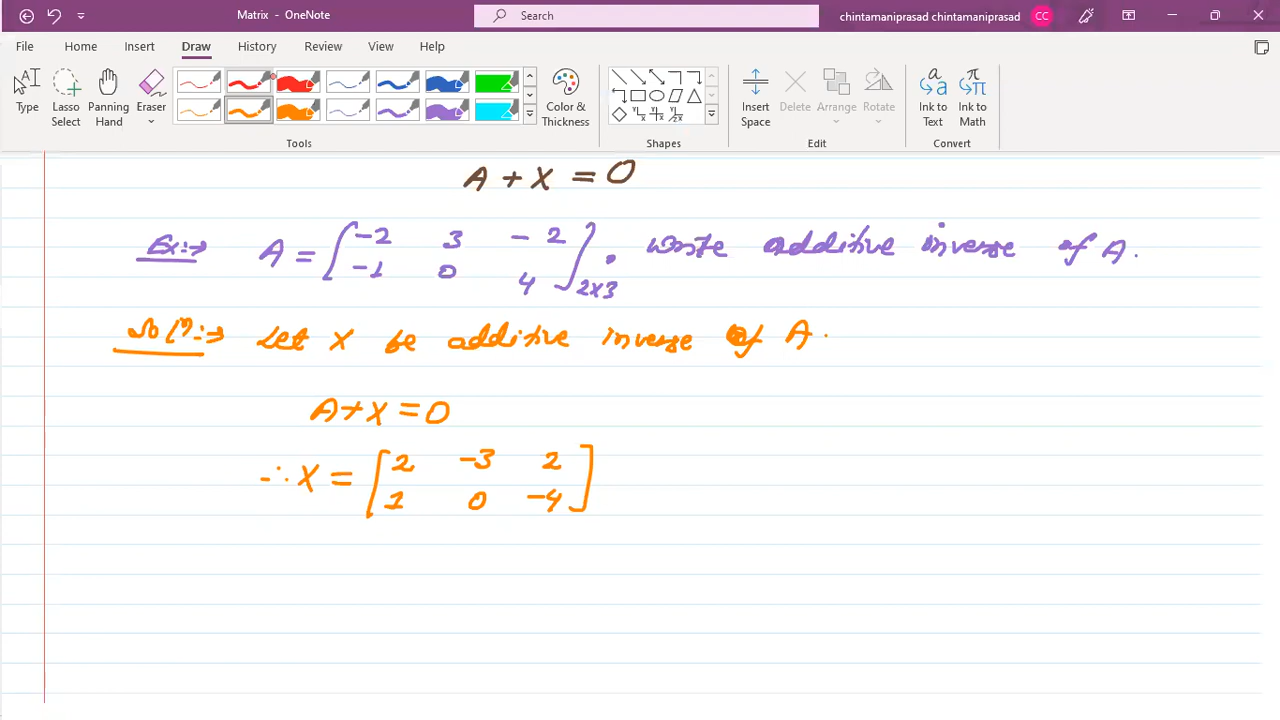 Matrix - OneNote
Search
chintamaniprasad chintamaniprasad CC
File Home Insert Draw History Review View Help
Type Lasso Select Panning Hand Eraser Color & Thickness Insert Space Delete Arrange Rotate Ink to Text Ink to Math
Tools Shapes Edit Convert
A + X = 0
Ex:→ A = [-2 3 -2
-1 0 4]2x3 . write additive inverse of A.
Sol?:→ Let X be additive inverse of A.
A+X=0
∴ X = [2 -3 2
1 0 -4]